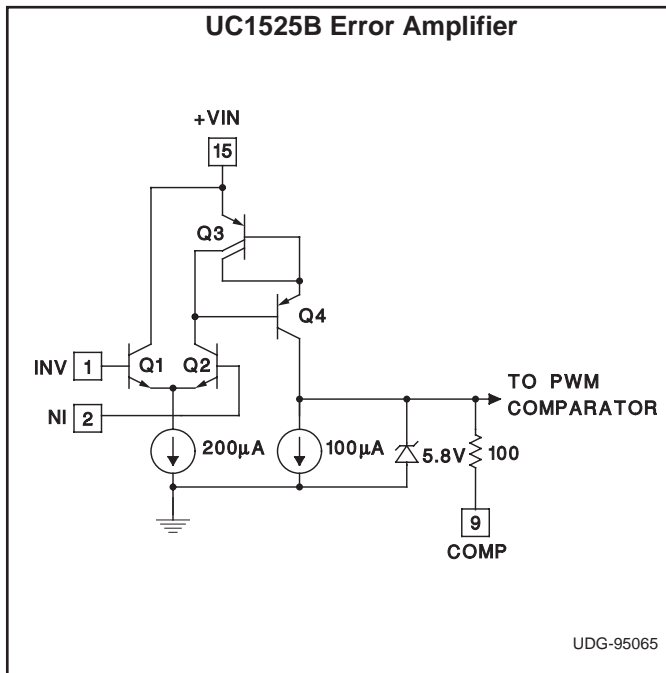 UC1525B Error Amplifier
+VIN
15
Q3
Q4
INV 1 Q1 Q2
NI 2
TO PWM
COMPARATOR
200µA 100µA 5.8V 100
9
COMP
UDG-95065